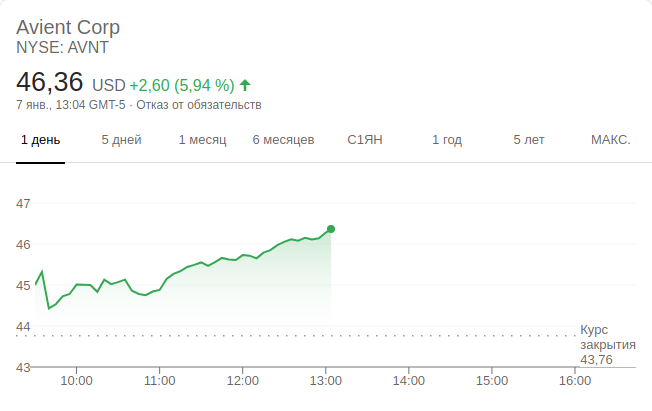 Avient Corp
NYSE: AVNT
46,36 USD +2,60 (5,94 %)
7 янв., 13:04 GMT-5 · Отказ от обязательств
1 день 5 дней 1 месяц 6 месяцев С1ЯН 1 год 5 лет МАКС.
47
46
45
44
Курс
закрытия
43,76
43
10:00 11:00 12:00 13:00 14:00 15:00 16:00